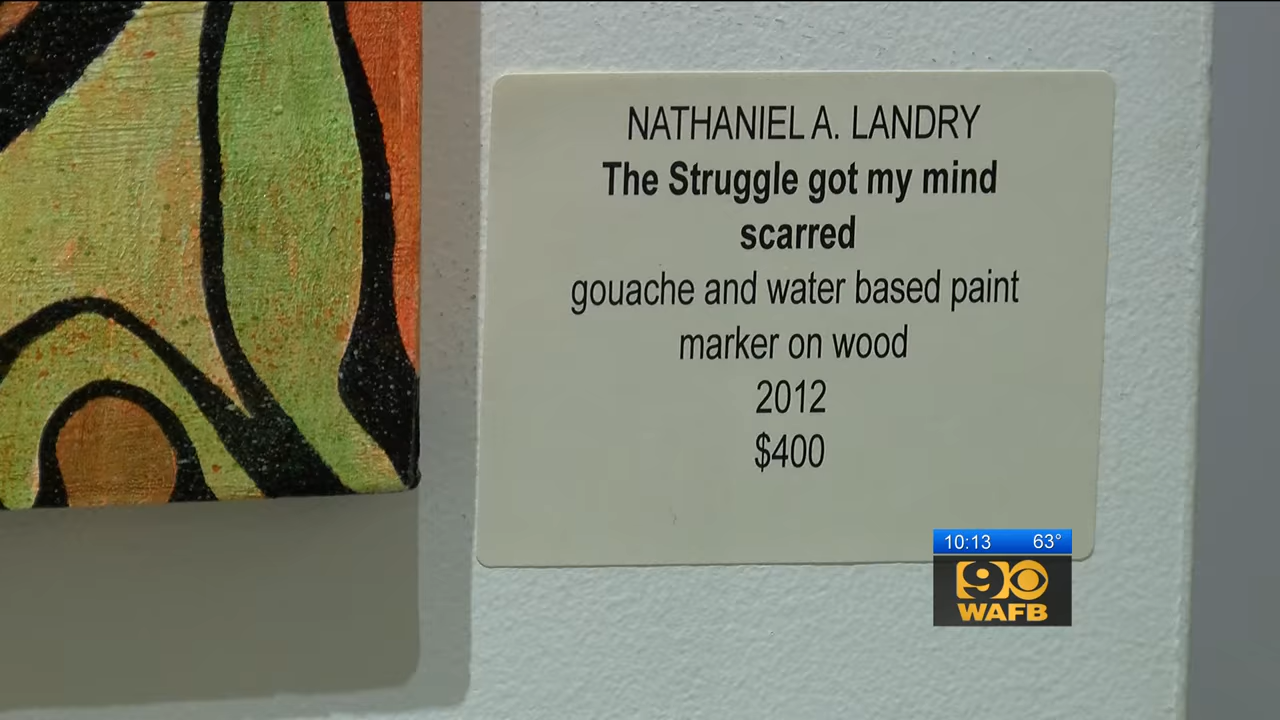 NATHANIEL A. LANDRY
The Struggle got my mind
scarred
gouache and water based paint
marker on wood
2012
$400
10:13 63°
9
WAFB